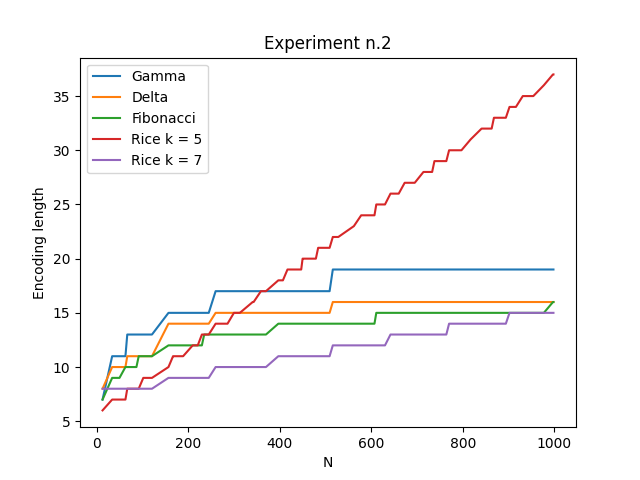 Experiment n.2
Gamma
Delta
Fibonacci
Rice k = 5
Rice k = 7
Encoding length
35
30
25
20
15
10
5
0
200
400
600
800
1000
N